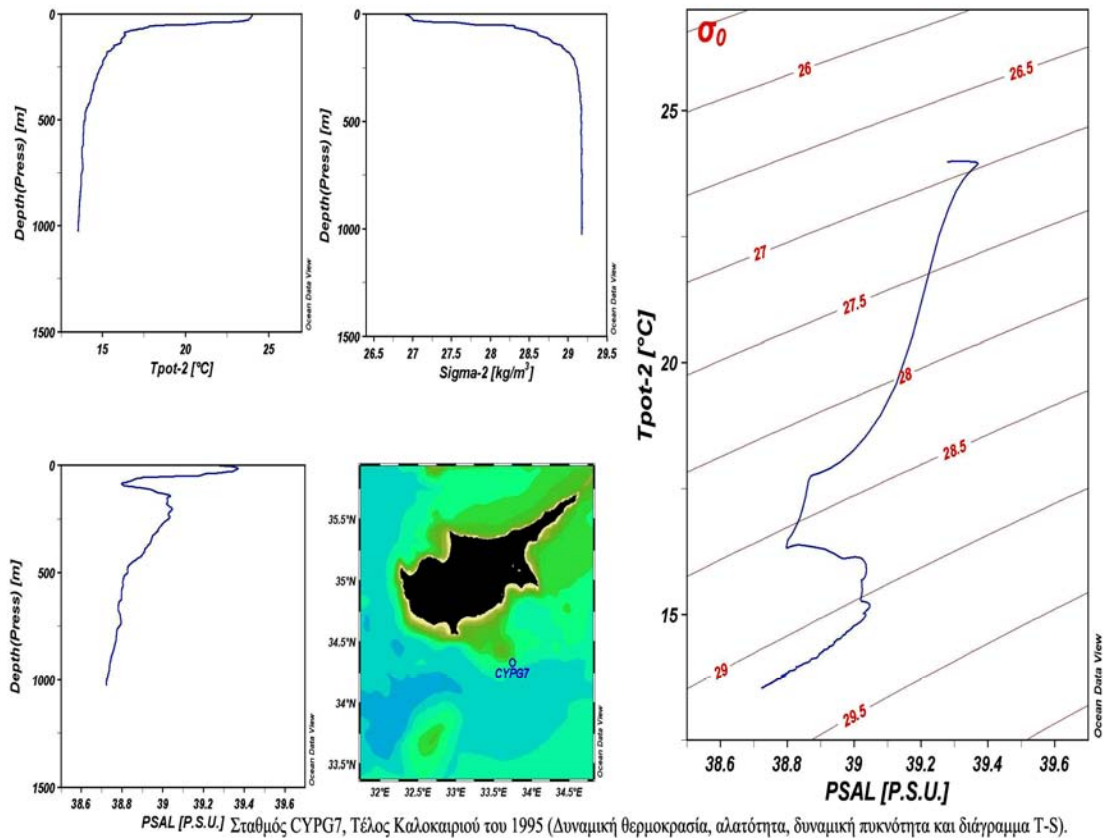 0
500
1000
1500
Depth(Press) [m]
15 20 25
Tpot-2 [°C]
Ocean Data View
0
500
1000
1500
Depth(Press) [m]
26.5 27 27.5 28 28.5 29 29.5
Sigma-2 [kg/m³]
Ocean Data View
σ₀
26
26.5
27
27.5
28
28.5
29
29.5
25
20
15
Tpot-2 [°C]
38.6 38.8 39 39.2 39.4 39.6
PSAL [P.S.U.]
Ocean Data View
0
500
1000
1500
Depth(Press) [m]
38.6 38.8 39 39.2 39.4 39.6
Ocean Data View
35.5°N
35°N
34.5°N
34°N
33.5°N
CYPG7
32°E 32.5°E 33°E 33.5°E 34°E 34.5°E
Ocean Data View
PSAL [P.S.U.] Σταθμός CYPG7, Τέλος Καλοκαιριού του 1995 (Δυναμική θερμοκρασία, αλατότητα, δυναμική πυκνότητα και διάγραμμα T-S).